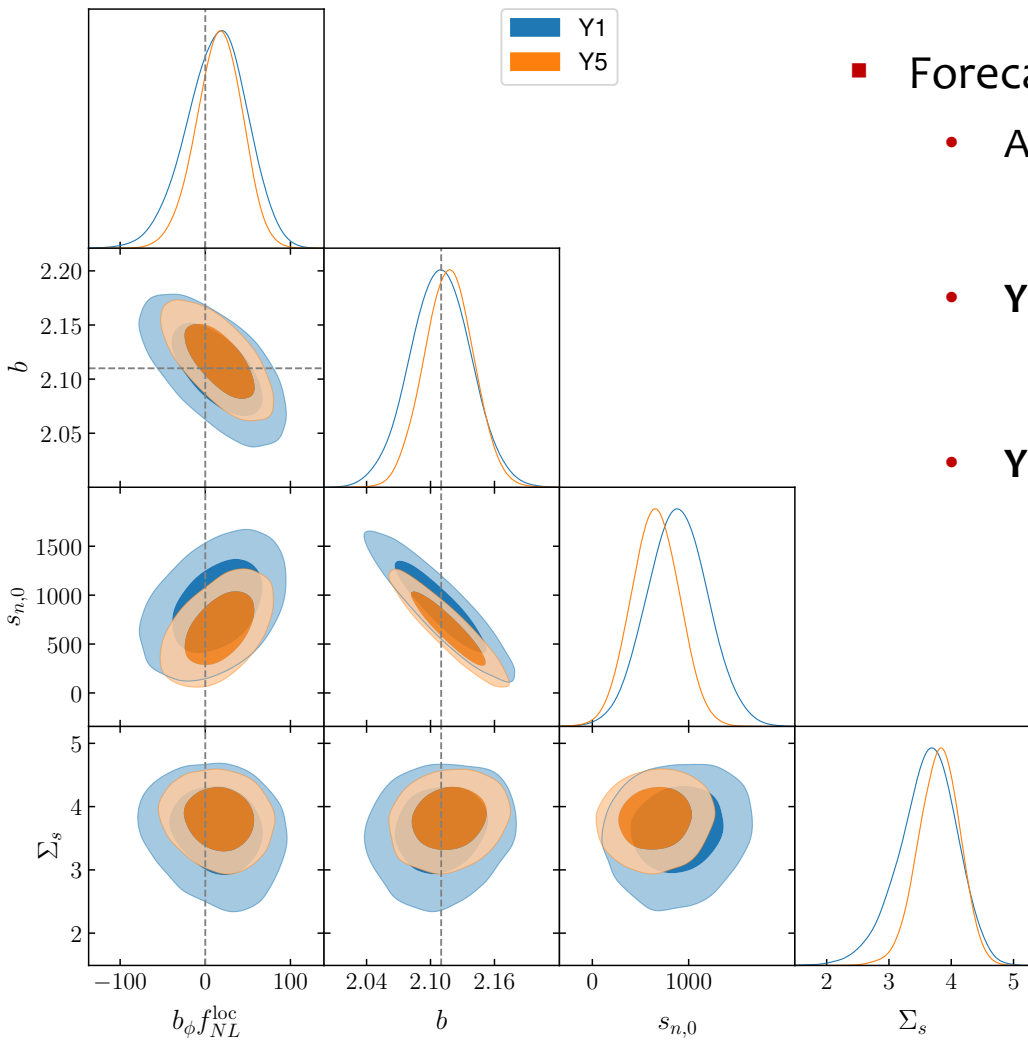 Y1
Y5
Foreca
A
Y
Y
2.20
2.15
b
2.10
2.05
1500
1000
s_{n,0}
500
0
5
4
Σ_s
3
2
−100 0 100
2.04 2.10 2.16
0 1000
2 3 4 5
b_ϕ f_{NL}^{loc}
b
s_{n,0}
Σ_s